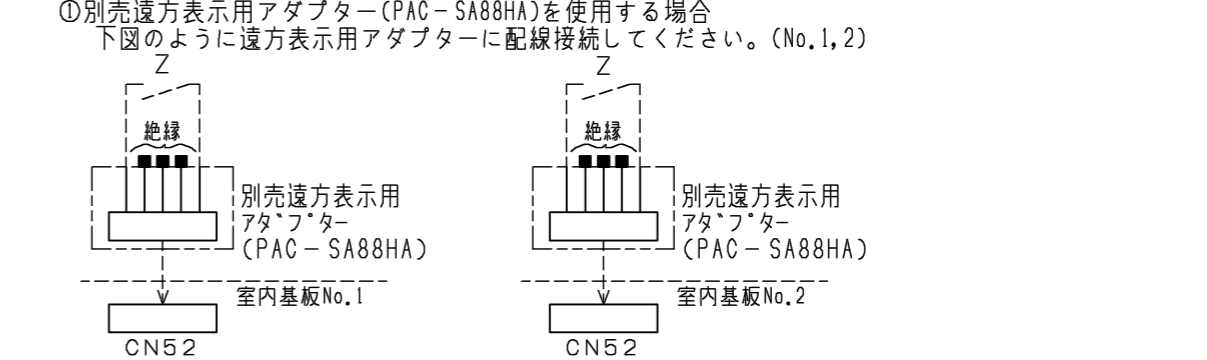 ①別売遠方表示用アダプター(PAC－SA88HA)を使用する場合
下図のように遠方表示用アダプターに配線接続してください。(No.1,2)
Z
絶縁
別売遠方表示用
アダプター
(PAC－SA88HA)
室内基板No.1
CN52
Z
絶縁
別売遠方表示用
アダプター
(PAC－SA88HA)
室内基板No.2
CN52